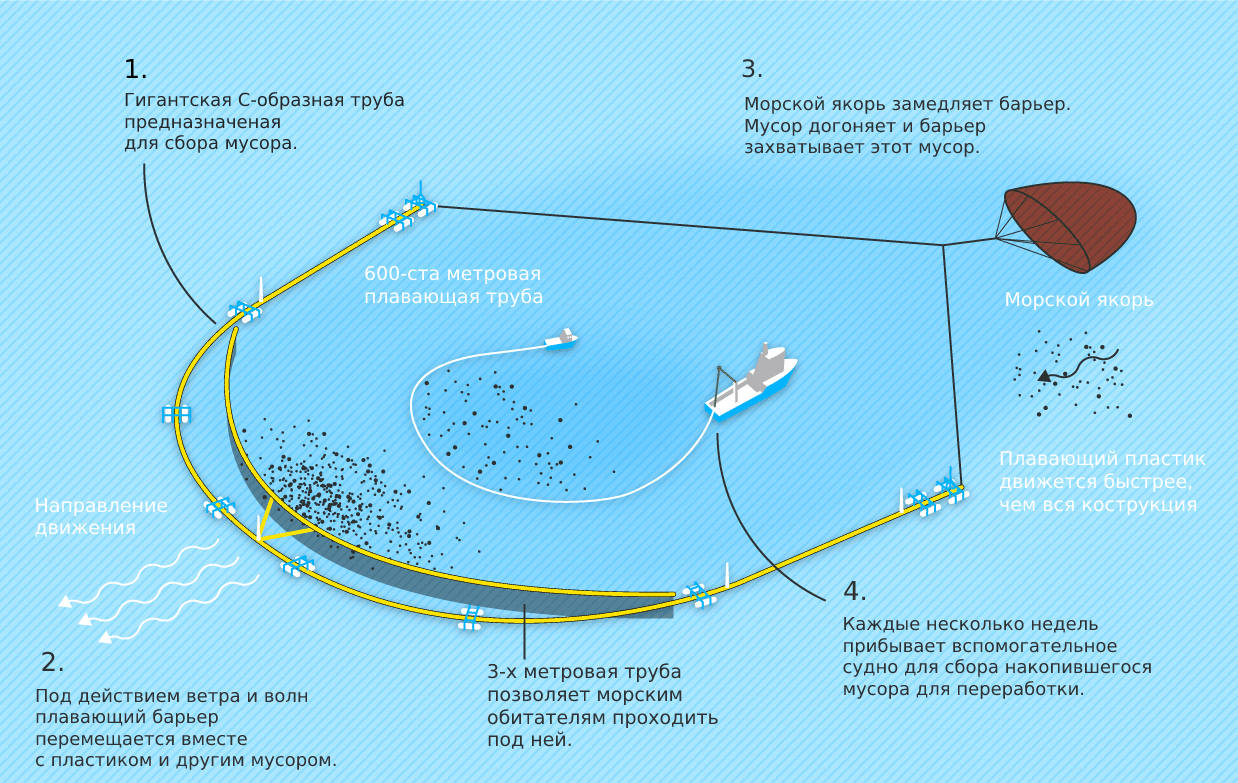 1.
Гигантская С-образная труба
предназначеная
для сбора мусора.
3.
Морской якорь замедляет барьер.
Мусор догоняет и барьер
захватывает этот мусор.
600-ста метровая
плавающая труба
Морской якорь
Плавающий пластик
движется быстрее,
чем вся кострукция
Направление
движения
2.
Под действием ветра и волн
плавающий барьер
перемещается вместе
с пластиком и другим мусором.
3-х метровая труба
позволяет морским
обитателям проходить
под ней.
4.
Каждые несколько недель
прибывает вспомогательное
судно для сбора накопившегося
мусора для переработки.